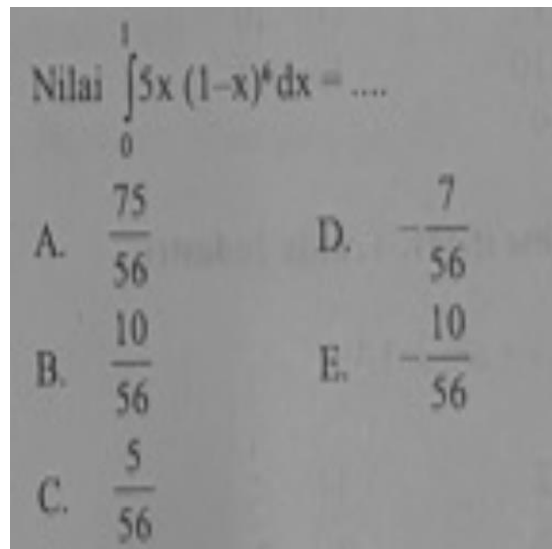 Nilai ∫₀¹ 5x (1–x)⁶ dx = ....
A. 75/56
B. 10/56
C. 5/56
D. –7/56
E. –10/56